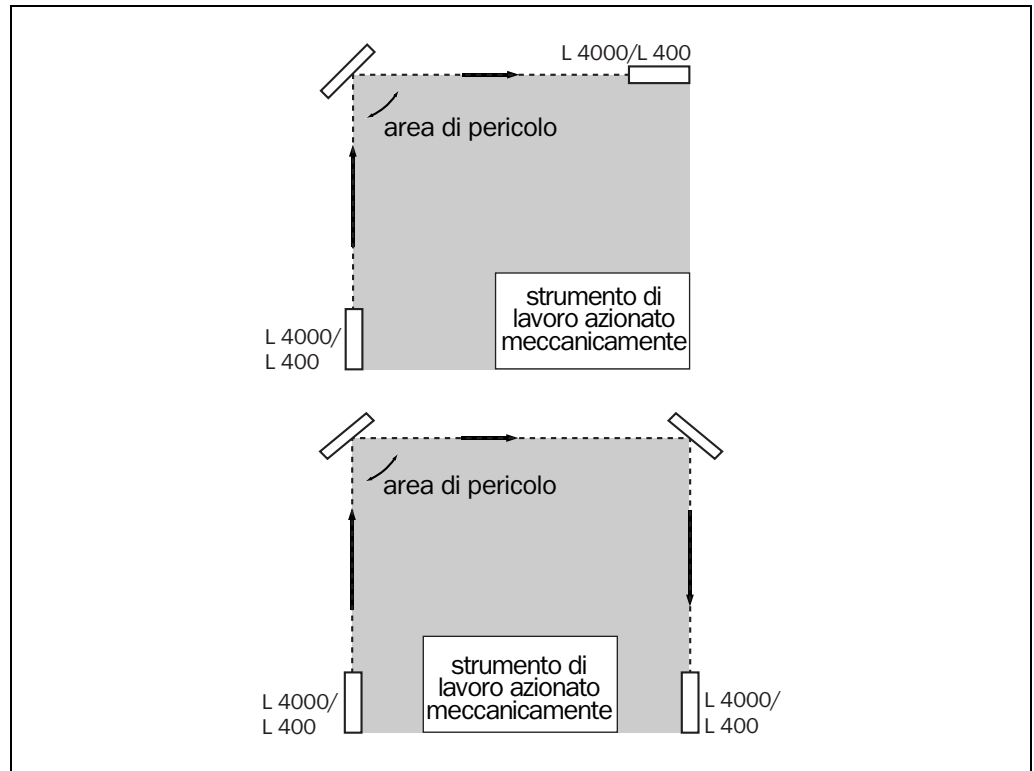 L 4000/L 400
area di pericolo
strumento di
lavoro azionato
meccanicamente
L 4000/
L 400
area di pericolo
strumento di
lavoro azionato
meccanicamente
L 4000/
L 400
L 4000/
L 400